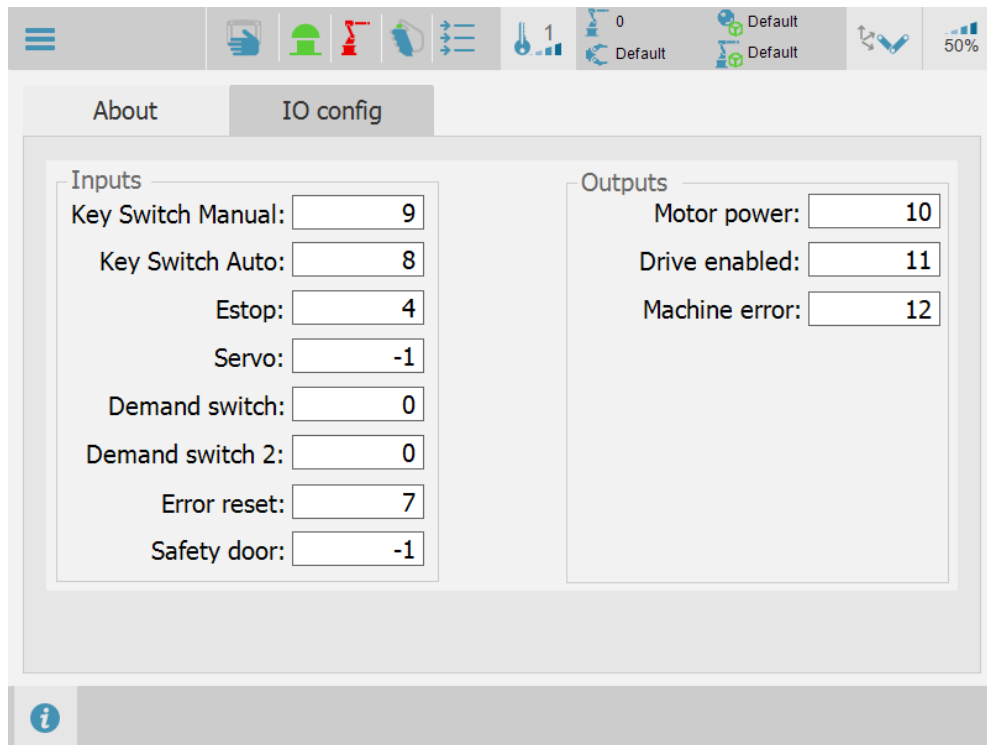 1
0
Default
Default
Default
50%
About
IO config
Inputs
Key Switch Manual: 9
Key Switch Auto: 8
Estop: 4
Servo: -1
Demand switch: 0
Demand switch 2: 0
Error reset: 7
Safety door: -1
Outputs
Motor power: 10
Drive enabled: 11
Machine error: 12
i